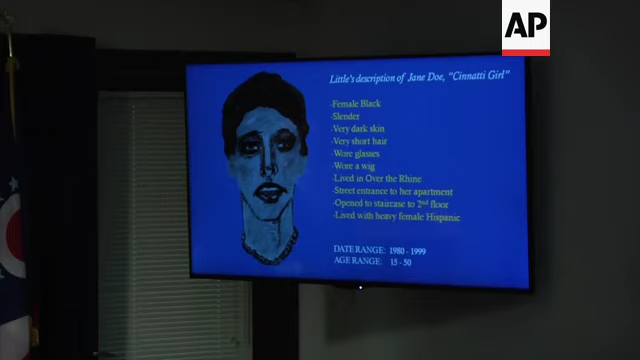 AP
Little's description of Jane Doe, "Cinnatti Girl"
-Female Black
-Slender
-Very dark skin
-Very short hair
-Wore glasses
-Wore a wig
-Lived in Over the Rhine
-Street entrance to her apartment
-Opened to staircase to 2nd floor
-Lived with heavy female Hispanic
DATE RANGE: 1980 - 1999
AGE RANGE: 15 - 50